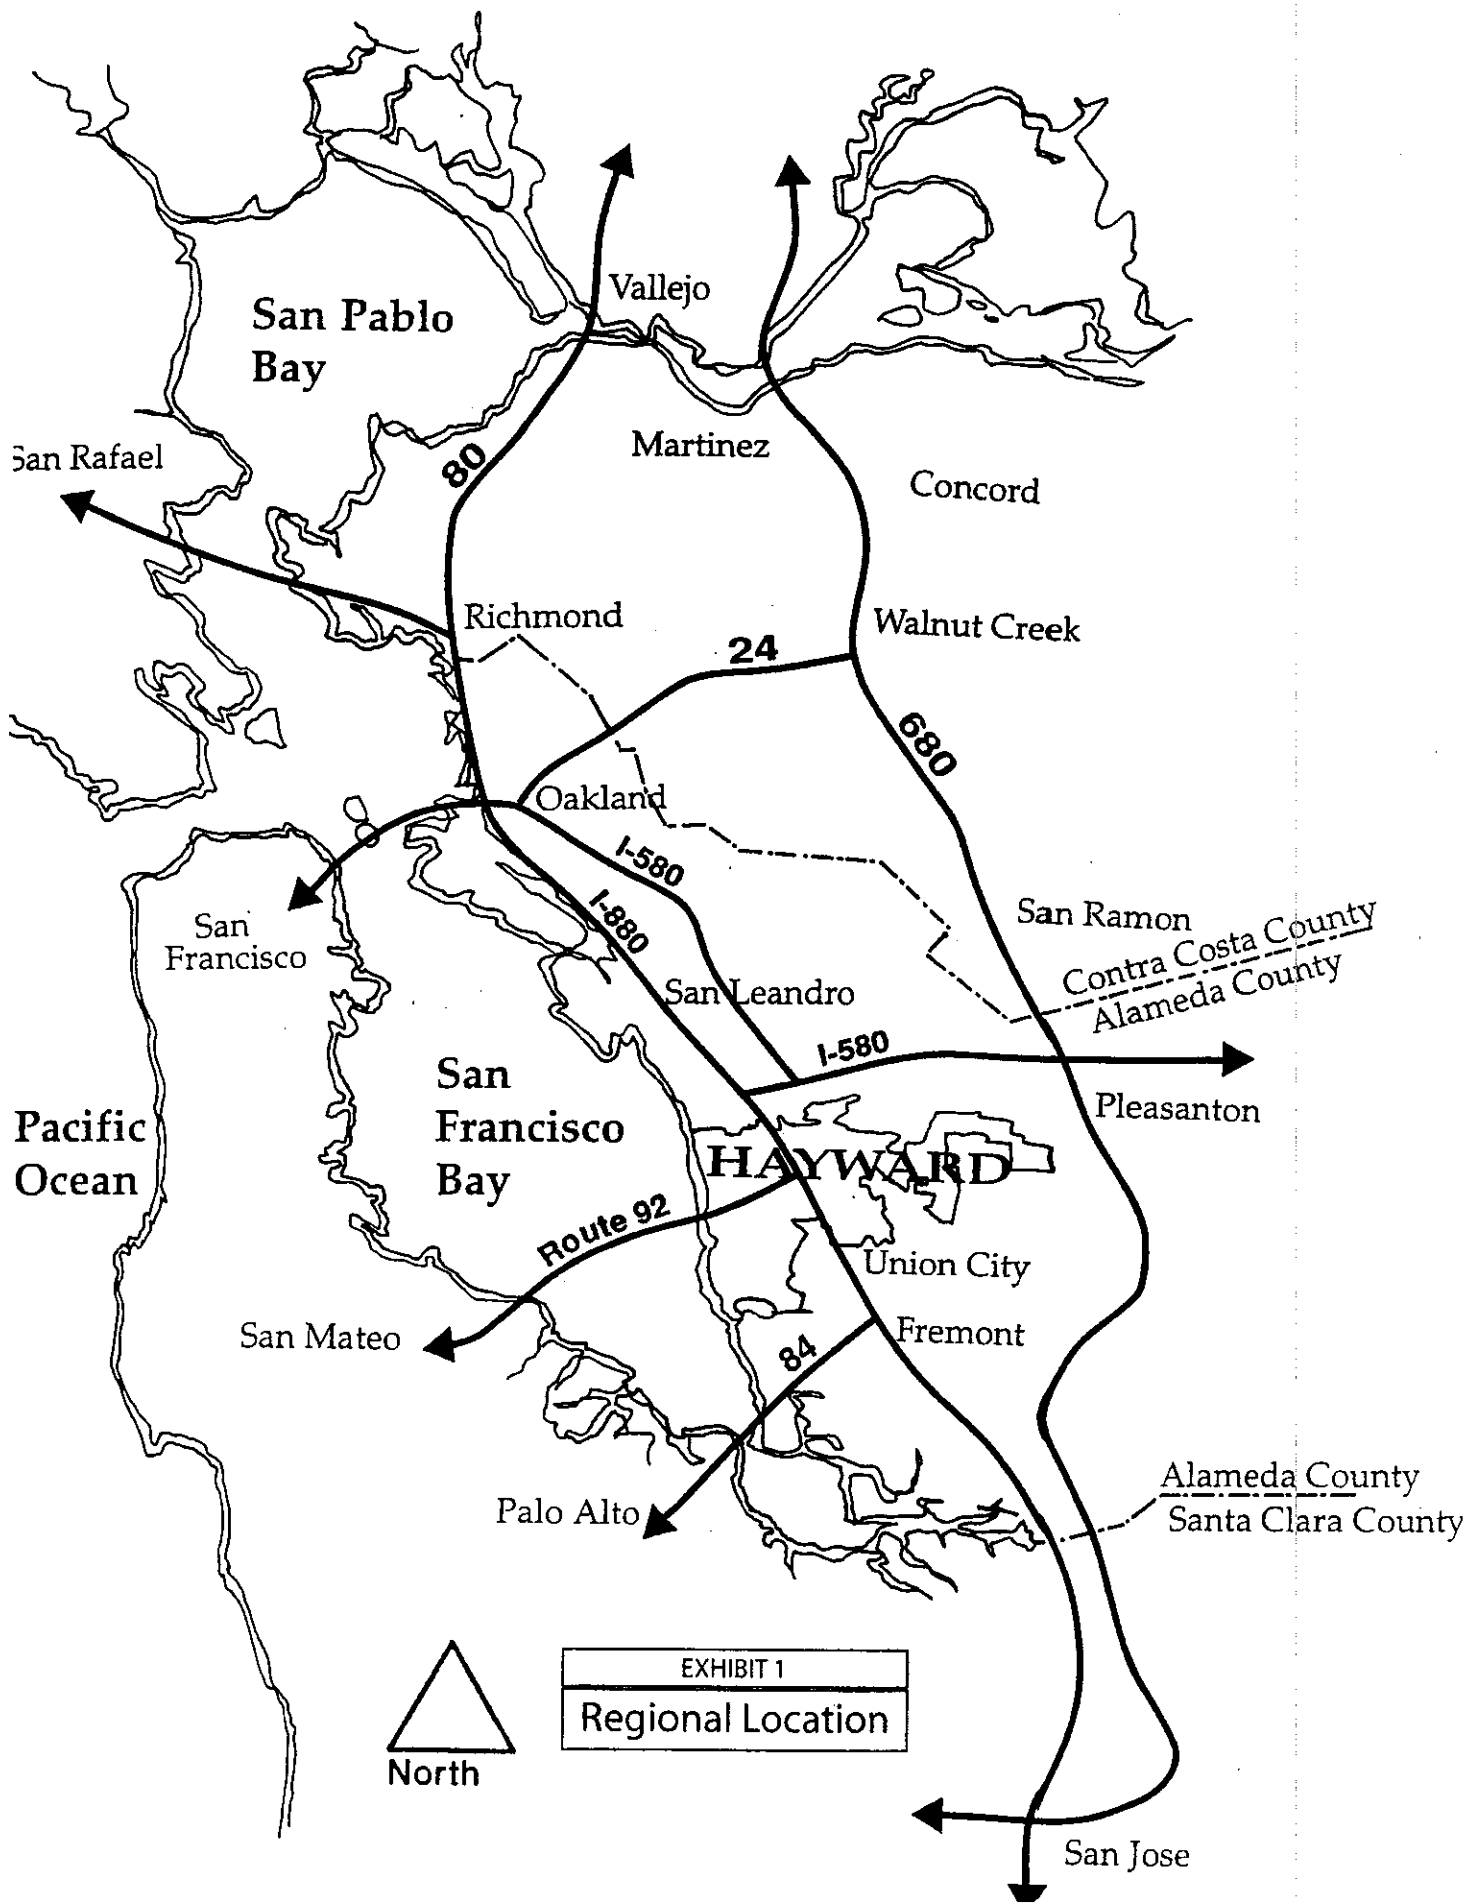 Vallejo
San Pablo
Bay
Martinez
San Rafael
80
Concord
Richmond
Walnut Creek
24
680
Oakland
I-580
I-880
San
Francisco
San Ramon
Contra Costa County
Alameda County
San Leandro
I-580
San
Francisco
Bay
Pacific
Ocean
Pleasanton
HAYWARD
Route 92
Union City
San Mateo
Fremont
84
Palo Alto
Alameda County
Santa Clara County
EXHIBIT 1
Regional Location
North
San Jose